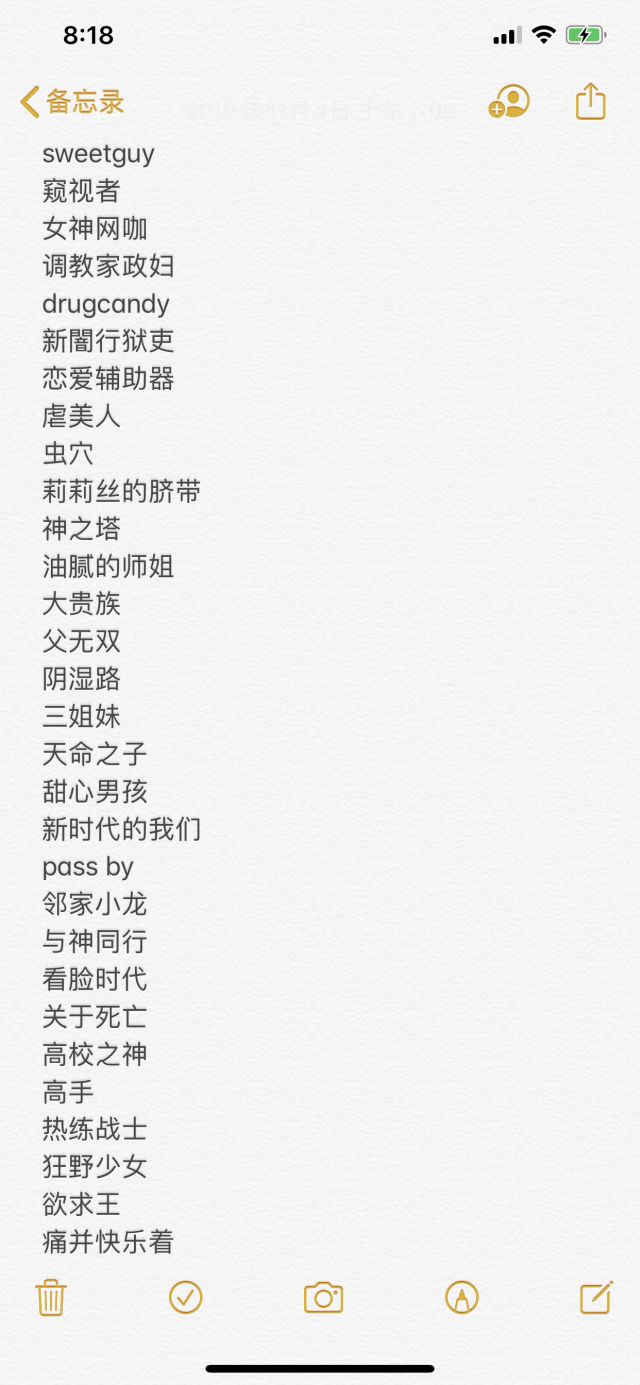 8:18
备忘录
sweetguy
窥视者
女神网咖
调教家政妇
drugcandy
新闇行狱吏
恋爱辅助器
虐美人
虫穴
莉莉丝的脐带
神之塔
油腻的师姐
大贵族
父无双
阴湿路
三姐妹
天命之子
甜心男孩
新时代的我们
pass by
邻家小龙
与神同行
看脸时代
关于死亡
高校之神
高手
热练战士
狂野少女
欲求王
痛并快乐着